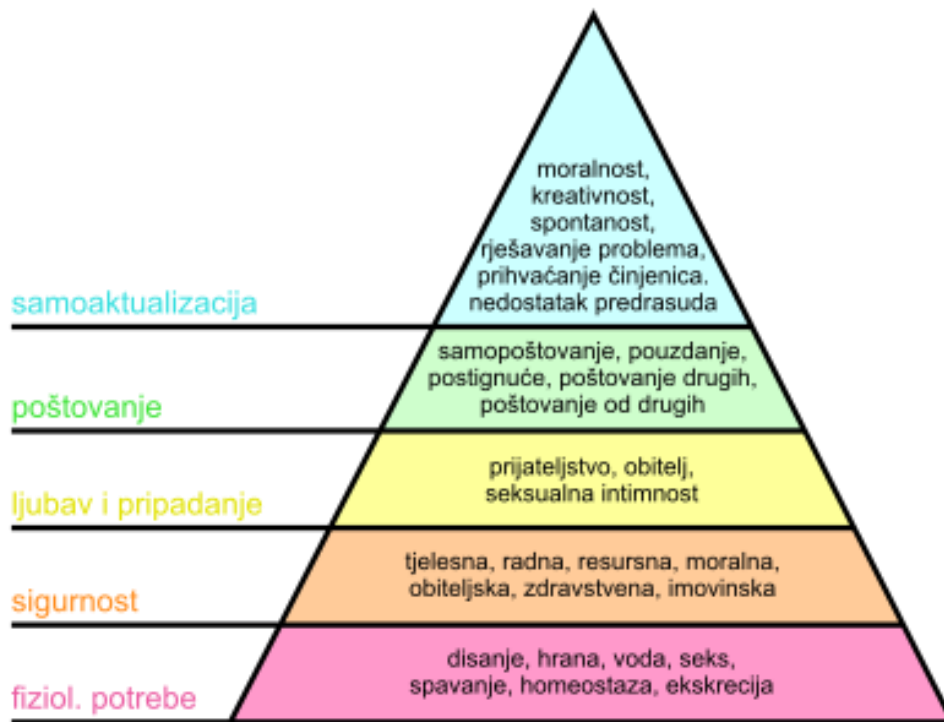 moralnost,
kreativnost,
spontanost,
rješavanje problema,
prihvaćanje činjenica.
nedostatak predrasuda
samoaktualizacija
samopoštovanje, pouzdanje,
postignuće, poštovanje drugih,
poštovanje od drugih
poštovanje
prijateljstvo, obitelj,
seksualna intimnost
ljubav i pripadanje
tjelesna, radna, resursna, moralna,
obiteljska, zdravstvena, imovinska
sigurnost
disanje, hrana, voda, seks,
spavanje, homeostaza, ekskrecija
fiziol. potrebe